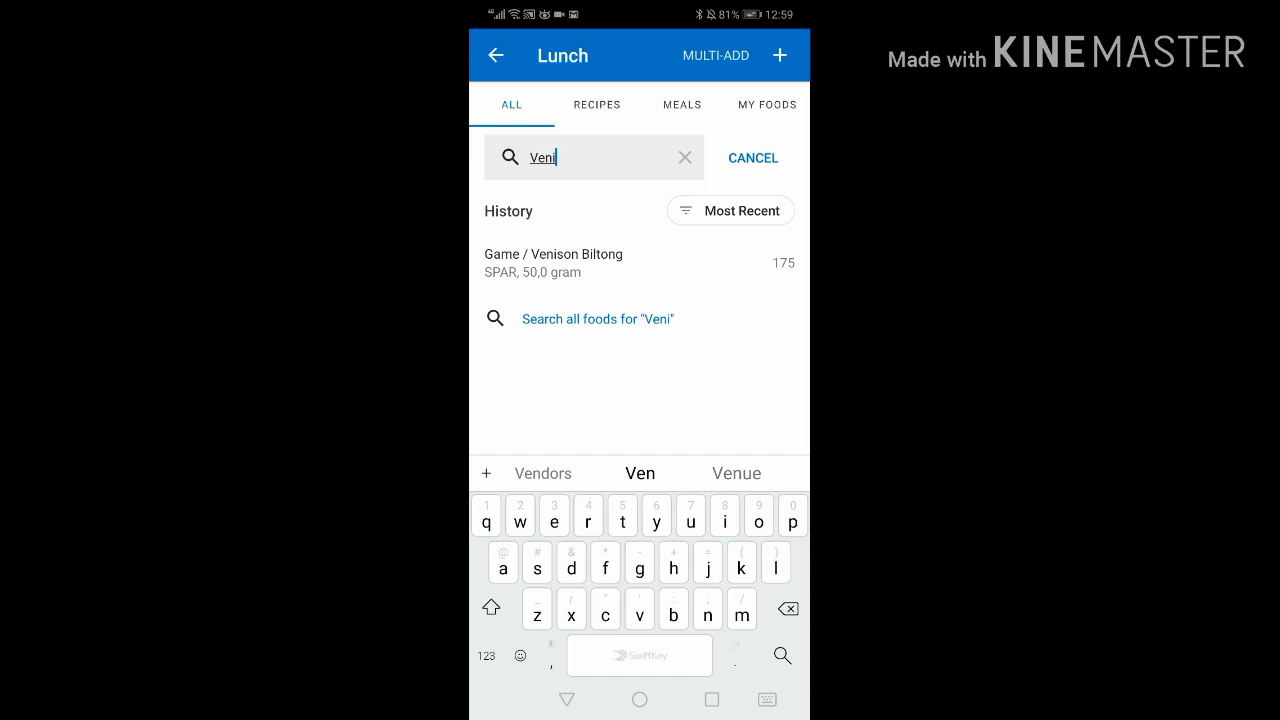 4G 81% 12:59
Made with KINEMASTER
Lunch MULTI-ADD +
ALL RECIPES MEALS MY FOODS
Veni CANCEL
History Most Recent
Game / Venison Biltong 175
SPAR, 50,0 gram
Search all foods for "Veni"
+ Vendors Ven Venue
1 2 3 4 5 6 7 8 9 0
q w e r t y u i o p
@ # & * - + = ( )
a s d f g h j k l
_ r " ' : ; /
z x c v b n m
123 , SwiftKey .